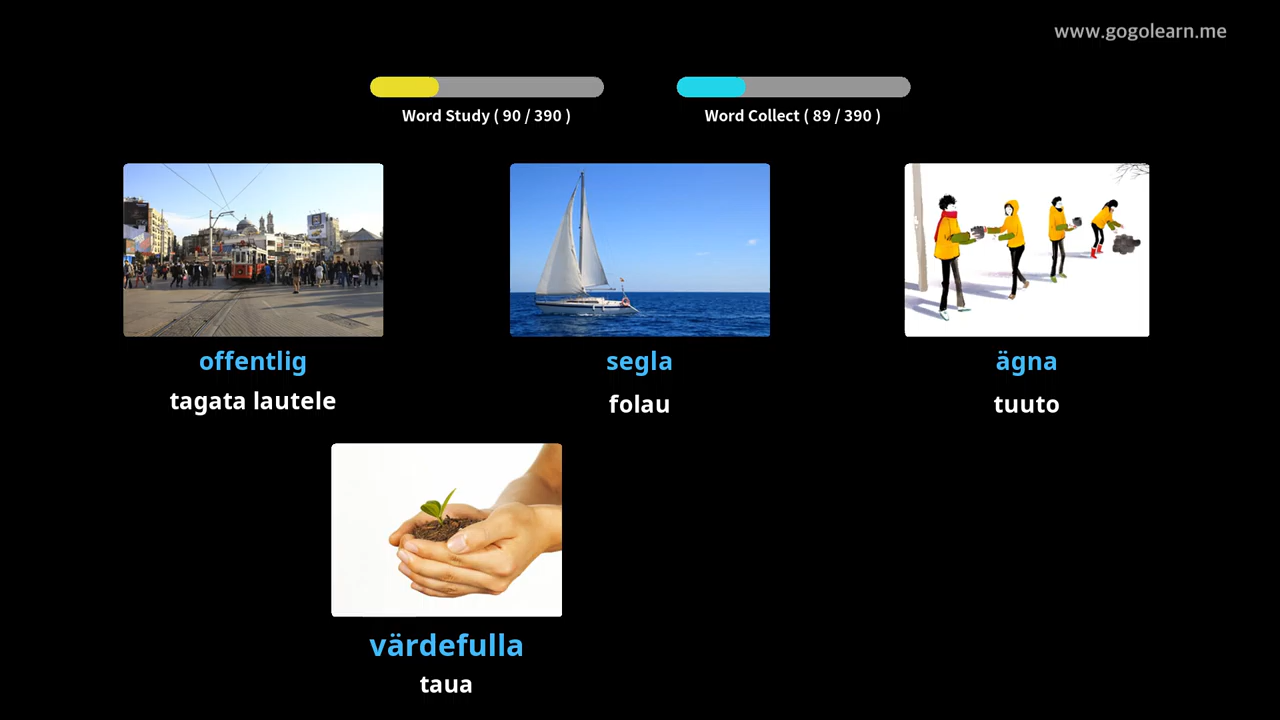 www.gogolearn.me
Word Study ( 90 / 390 )
Word Collect ( 89 / 390 )
offentlig
segla
ägna
tagata lautele
folau
tuuto
värdefulla
taua